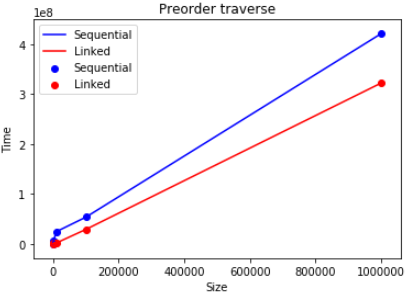 Preorder traverse
1e8
Sequential
Linked
Sequential
Linked
4
3
2
1
0
Time
0
200000
400000
600000
800000
1000000
Size